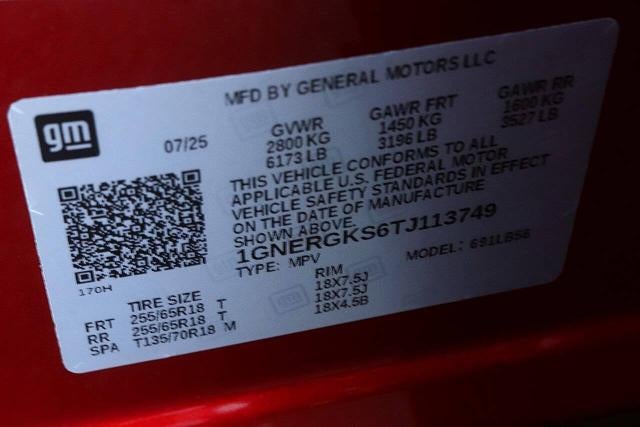 MFD BY GENERAL MOTORS LLC
gm
07/25
GVWR GAWR FRT GAWR RR
2800 KG 1450 KG 1600 KG
6173 LB 3196 LB 3527 LB
THIS VEHICLE CONFORMS TO ALL
APPLICABLE U.S. FEDERAL MOTOR
VEHICLE SAFETY STANDARDS IN EFFECT
ON THE DATE OF MANUFACTURE
SHOWN ABOVE.
1GNERGKS6TJ113749
TYPE: MPV MODEL: 691LB56
170H
TIRE SIZE RIM
FRT 255/65R18 T 18X7.5J
RR 255/65R18 T 18X7.5J
SPA T135/70R18 M 18X4.5B